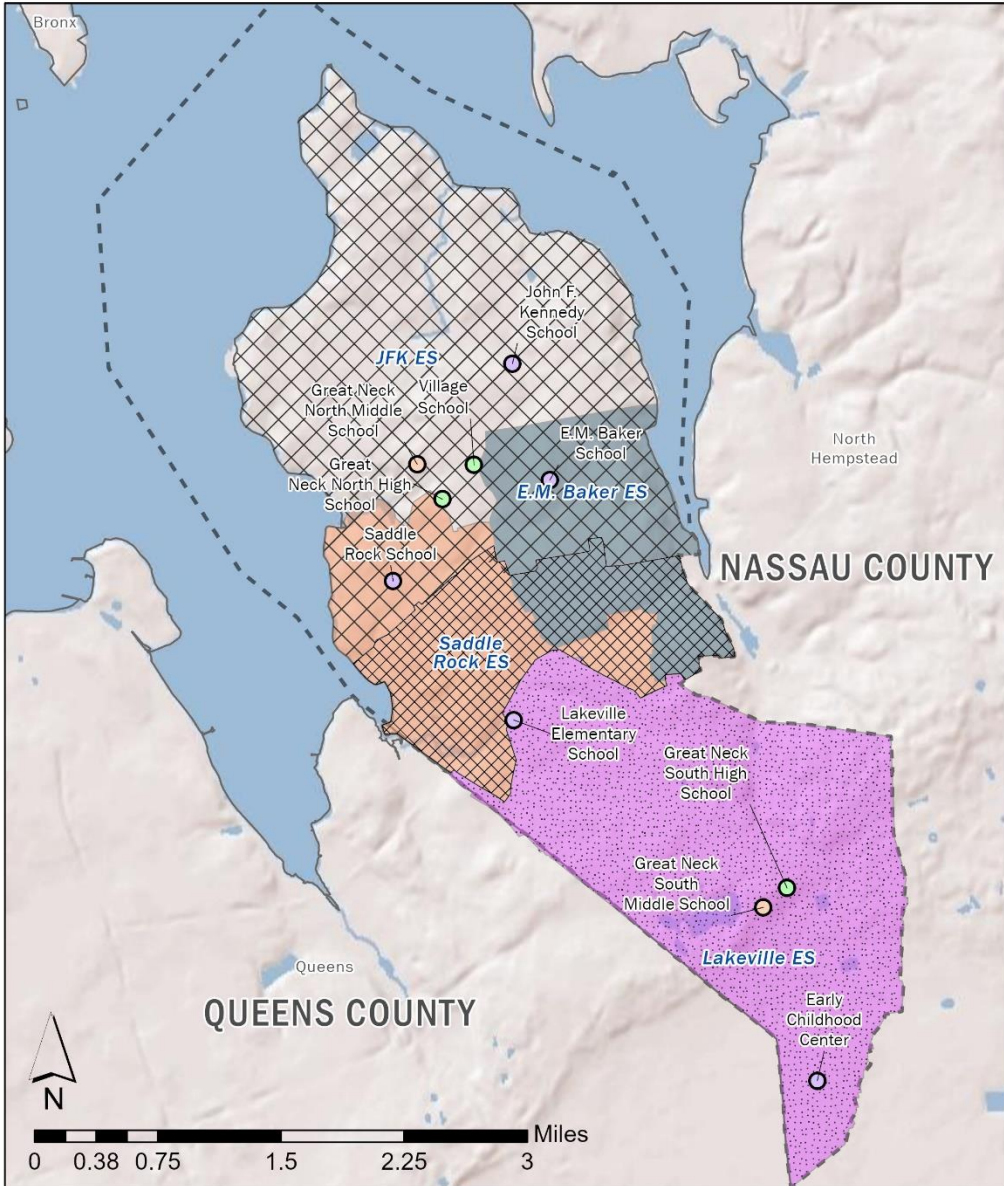 Bronx
John F.
Kennedy
School
JFK ES
Great Neck
North Middle
School
Village
School
E.M. Baker
School
North
Hempstead
Great
Neck North High
School
E.M. Baker ES
Saddle
Rock School
NASSAU COUNTY
Saddle
Rock ES
Lakeville
Elementary
School
Great Neck
South High
School
Great Neck
South
Middle School
Lakeville ES
Queens
QUEENS COUNTY
Early
Childhood
Center
N
Miles
0 0.38 0.75 1.5 2.25 3